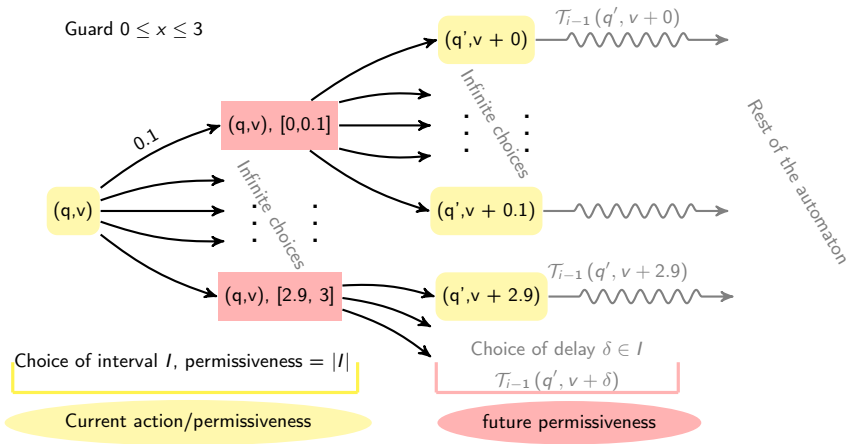 Guard 0 ≤ x ≤ 3
(q',v + 0)
𝒯ᵢ₋₁(q′, v + 0)
Infinite choices
0.1
(q,v), [0,0.1]
Rest of the automaton
Infinite choices
(q,v)
(q',v + 0.1)
(q,v), [2.9, 3]
(q',v + 2.9)
𝒯ᵢ₋₁(q′, v + 2.9)
Choice of interval I, permissiveness = |I|
Choice of delay δ ∈ I
𝒯ᵢ₋₁(q′, v + δ)
Current action/permissiveness
future permissiveness